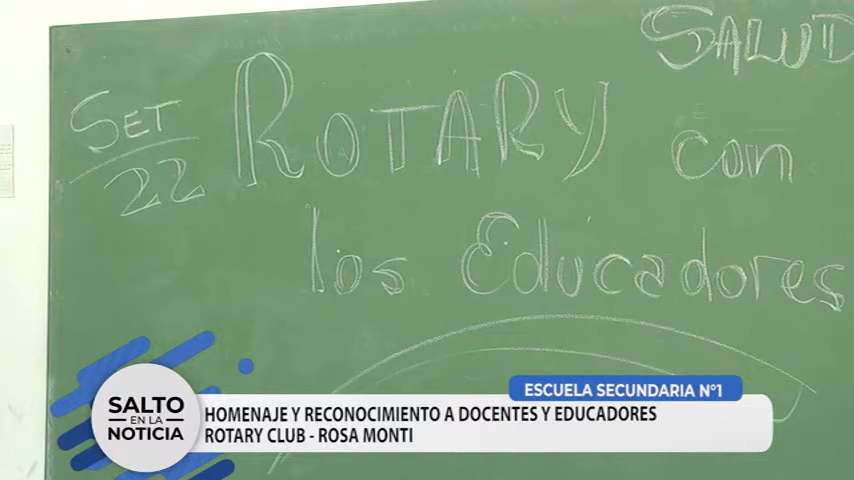 SALUD
SET
22
ROTARY con
los Educadores
ESCUELA SECUNDARIA N°1
SALTO
EN LA
NOTICIA
HOMENAJE Y RECONOCIMIENTO A DOCENTES Y EDUCADORES
ROTARY CLUB - ROSA MONTI